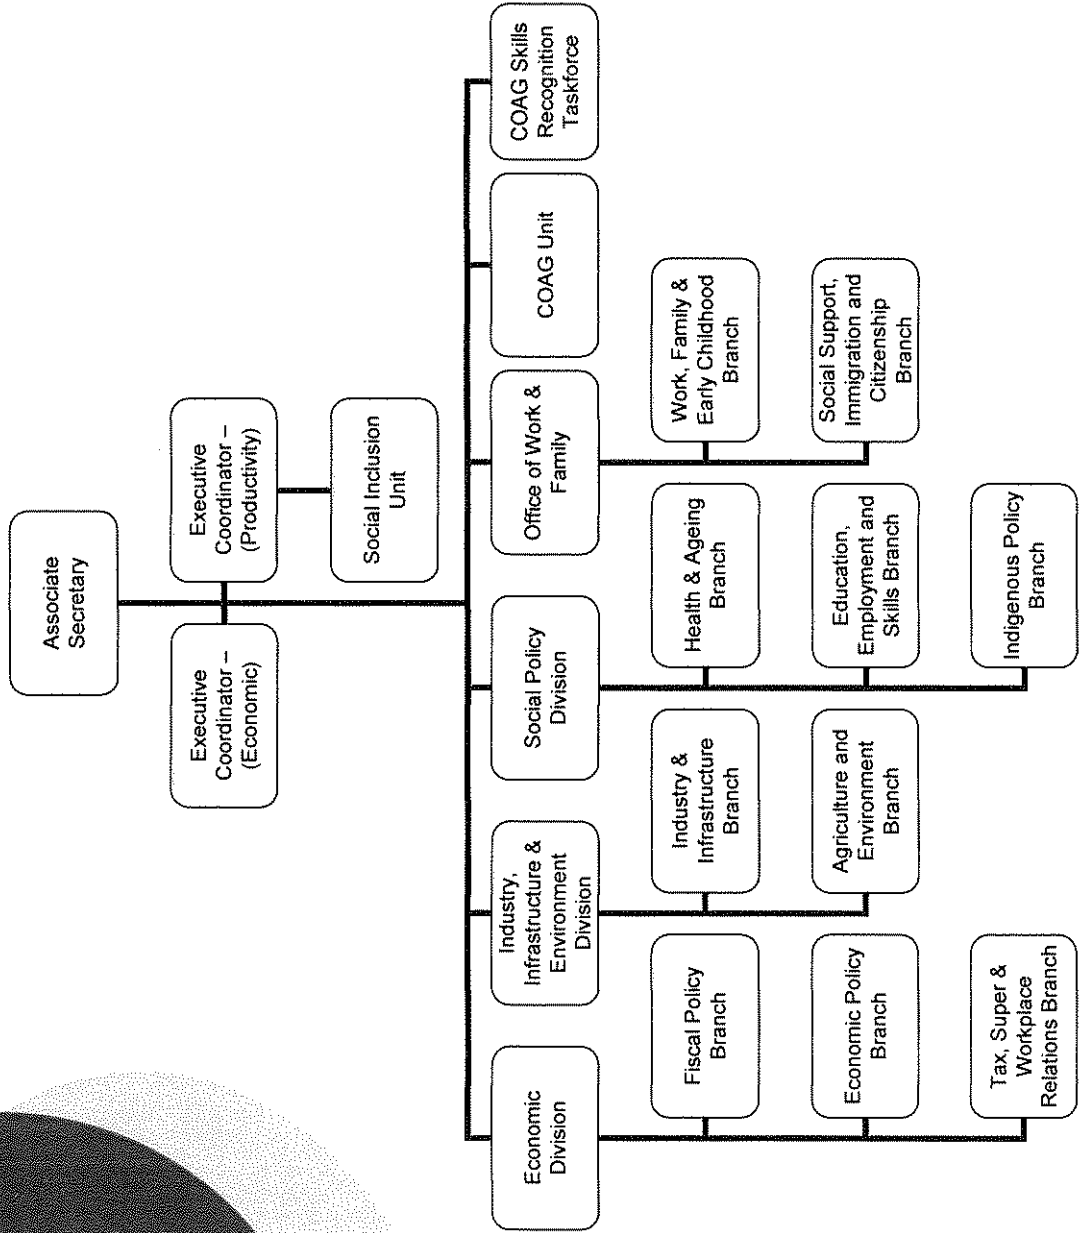 Associate
Secretary
Executive
Coordinator –
(Economic)
Executive
Coordinator –
(Productivity)
Social Inclusion
Unit
Economic
Division
Industry,
Infrastructure &
Environment
Division
Social Policy
Division
Office of Work &
Family
COAG Unit
COAG Skills
Recognition
Taskforce
Fiscal Policy
Branch
Industry &
Infrastructure
Branch
Health & Ageing
Branch
Work, Family &
Early Childhood
Branch
Economic Policy
Branch
Agriculture and
Environment
Branch
Education,
Employment and
Skills Branch
Social Support,
Immigration and
Citizenship
Branch
Tax, Super &
Workplace
Relations Branch
Indigenous Policy
Branch